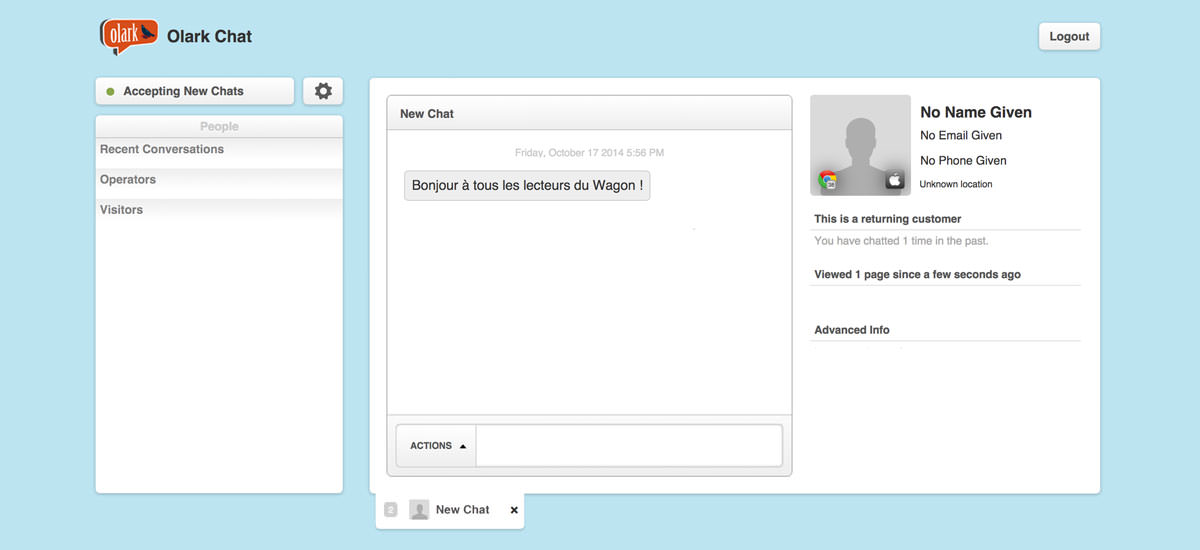 olark
Olark Chat
Logout
Accepting New Chats
People
Recent Conversations
Operators
Visitors
New Chat
Friday, October 17 2014 5:56 PM
Bonjour à tous les lecteurs du Wagon !
ACTIONS
No Name Given
No Email Given
No Phone Given
Unknown location
38
This is a returning customer
You have chatted 1 time in the past.
Viewed 1 page since a few seconds ago
Advanced Info
2
New Chat